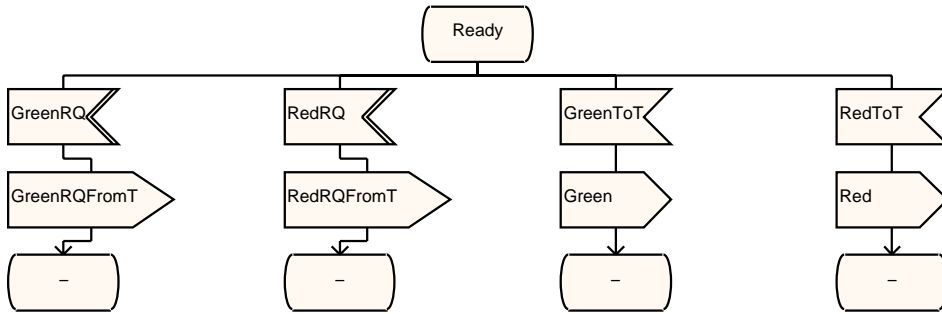 Ready
GreenRQ
RedRQ
GreenToT
RedToT
GreenRQFromT
RedRQFromT
Green
Red
–
–
–
–